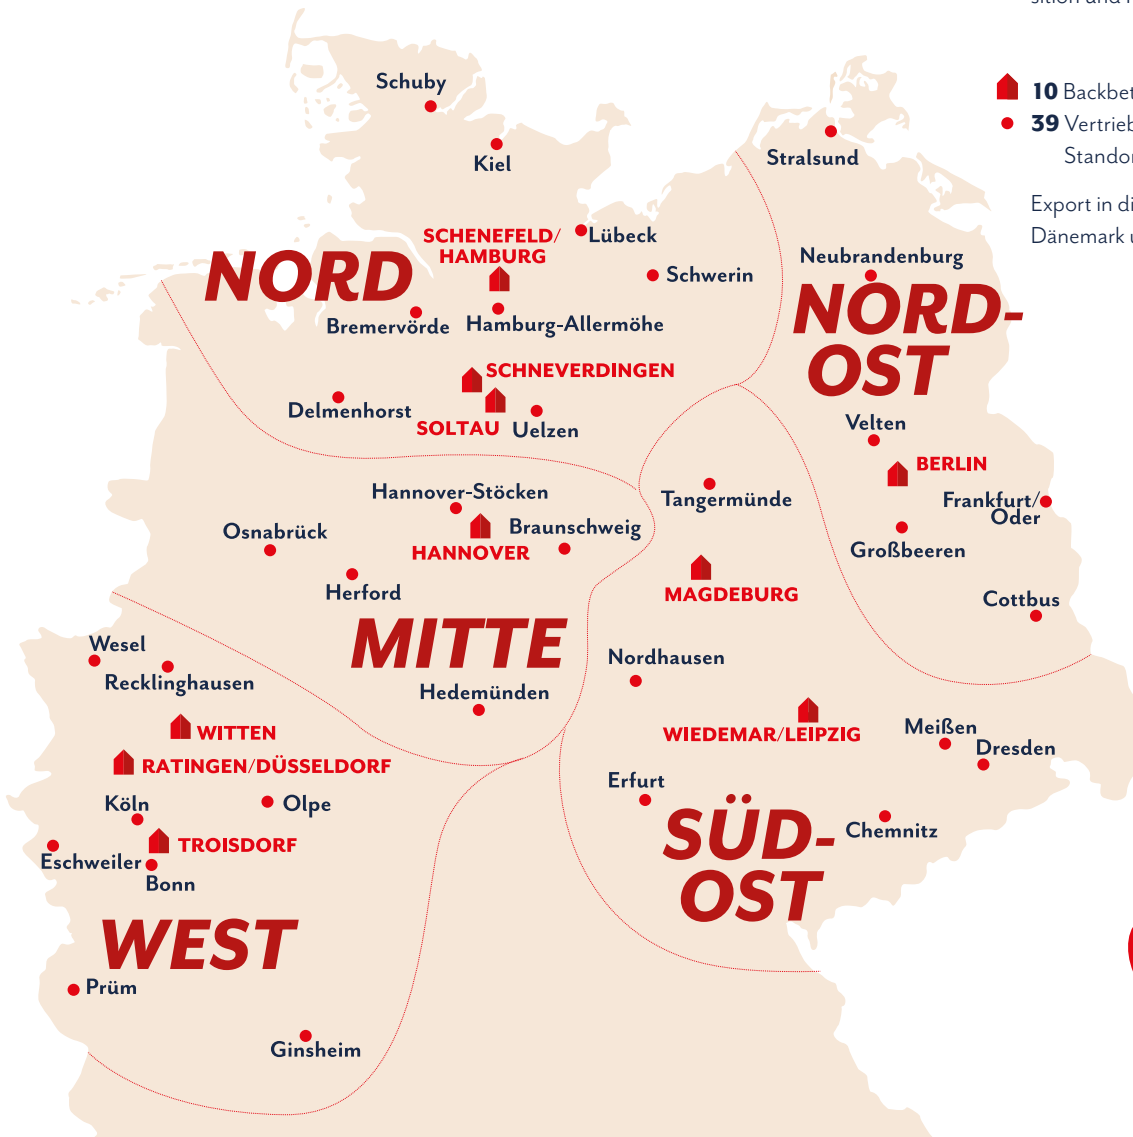 10 Backbet
39 Vertrieb
Standor
Export in di
Dänemark u
Schuby
Kiel
Stralsund
SCHENEFELD/
HAMBURG
Lübeck
Schwerin
NORD
Neubrandenburg
NORD-
OST
Bremervörde
Hamburg-Allermöhe
SCHNEVERDINGEN
Delmenhorst
SOLTAU
Uelzen
Velten
BERLIN
Frankfurt/
Oder
Großbeeren
Cottbus
Hannover-Stöcken
Tangermünde
Osnabrück
Braunschweig
HANNOVER
Herford
MAGDEBURG
MITTE
Hedemünden
Nordhausen
Wesel
Recklinghausen
WITTEN
RATINGEN/DÜSSELDORF
WIEDEMAR/LEIPZIG
Meißen
Dresden
Erfurt
Chemnitz
Köln
Olpe
TROISDORF
Eschweiler
Bonn
SÜD-
OST
WEST
Prüm
Ginsheim